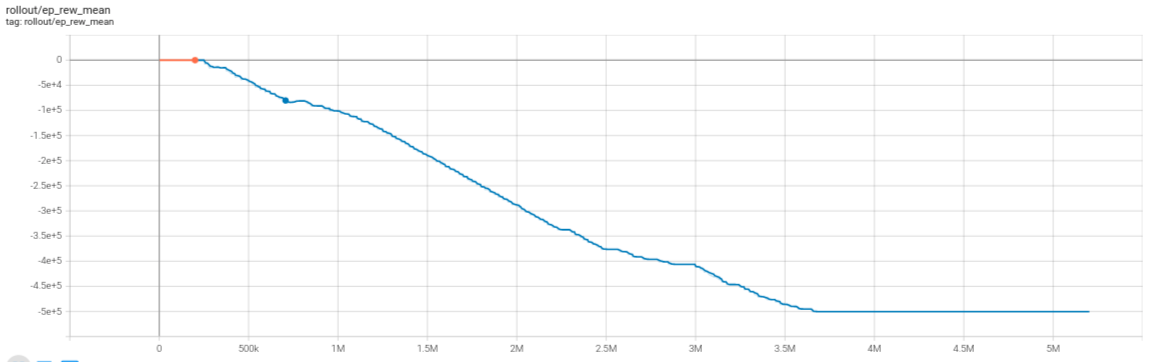 rollout/ep_rew_mean
tag: rollout/ep_rew_mean
0
-5e+4
-1e+5
-1.5e+5
-2e+5
-2.5e+5
-3e+5
-3.5e+5
-4e+5
-4.5e+5
-5e+5
0 500k 1M 1.5M 2M 2.5M 3M 3.5M 4M 4.5M 5M